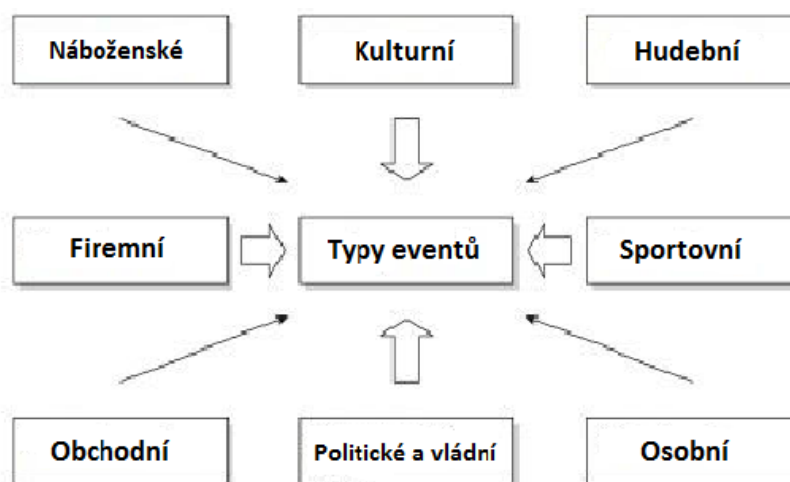 Náboženské
Kulturní
Hudební
Firemní
Typy eventů
Sportovní
Obchodní
Politické a vládní
Osobní